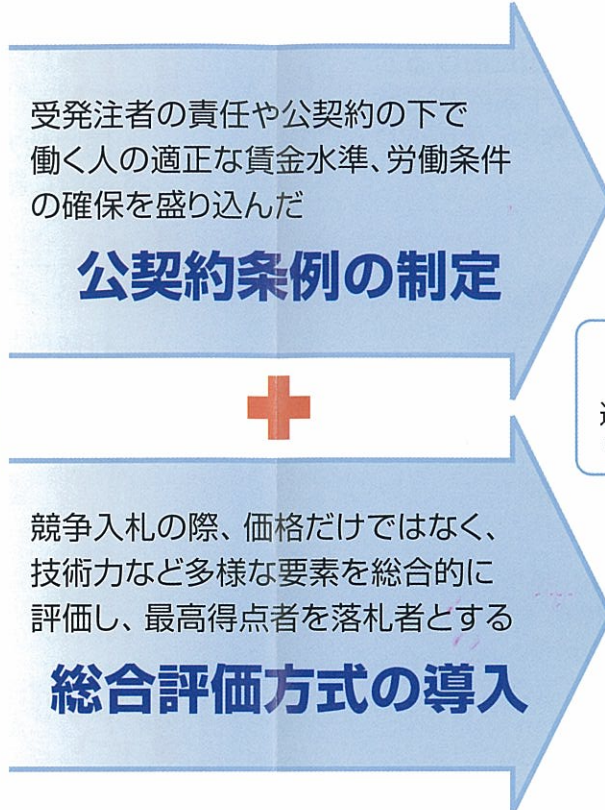 受発注者の責任や公契約の下で
働く人の適正な賃金水準、労働条件
の確保を盛り込んだ
公契約条例の制定
競争入札の際、価格だけではなく、
技術力など多様な要素を総合的に
評価し、最高得点者を落札者とする
総合評価方式の導入